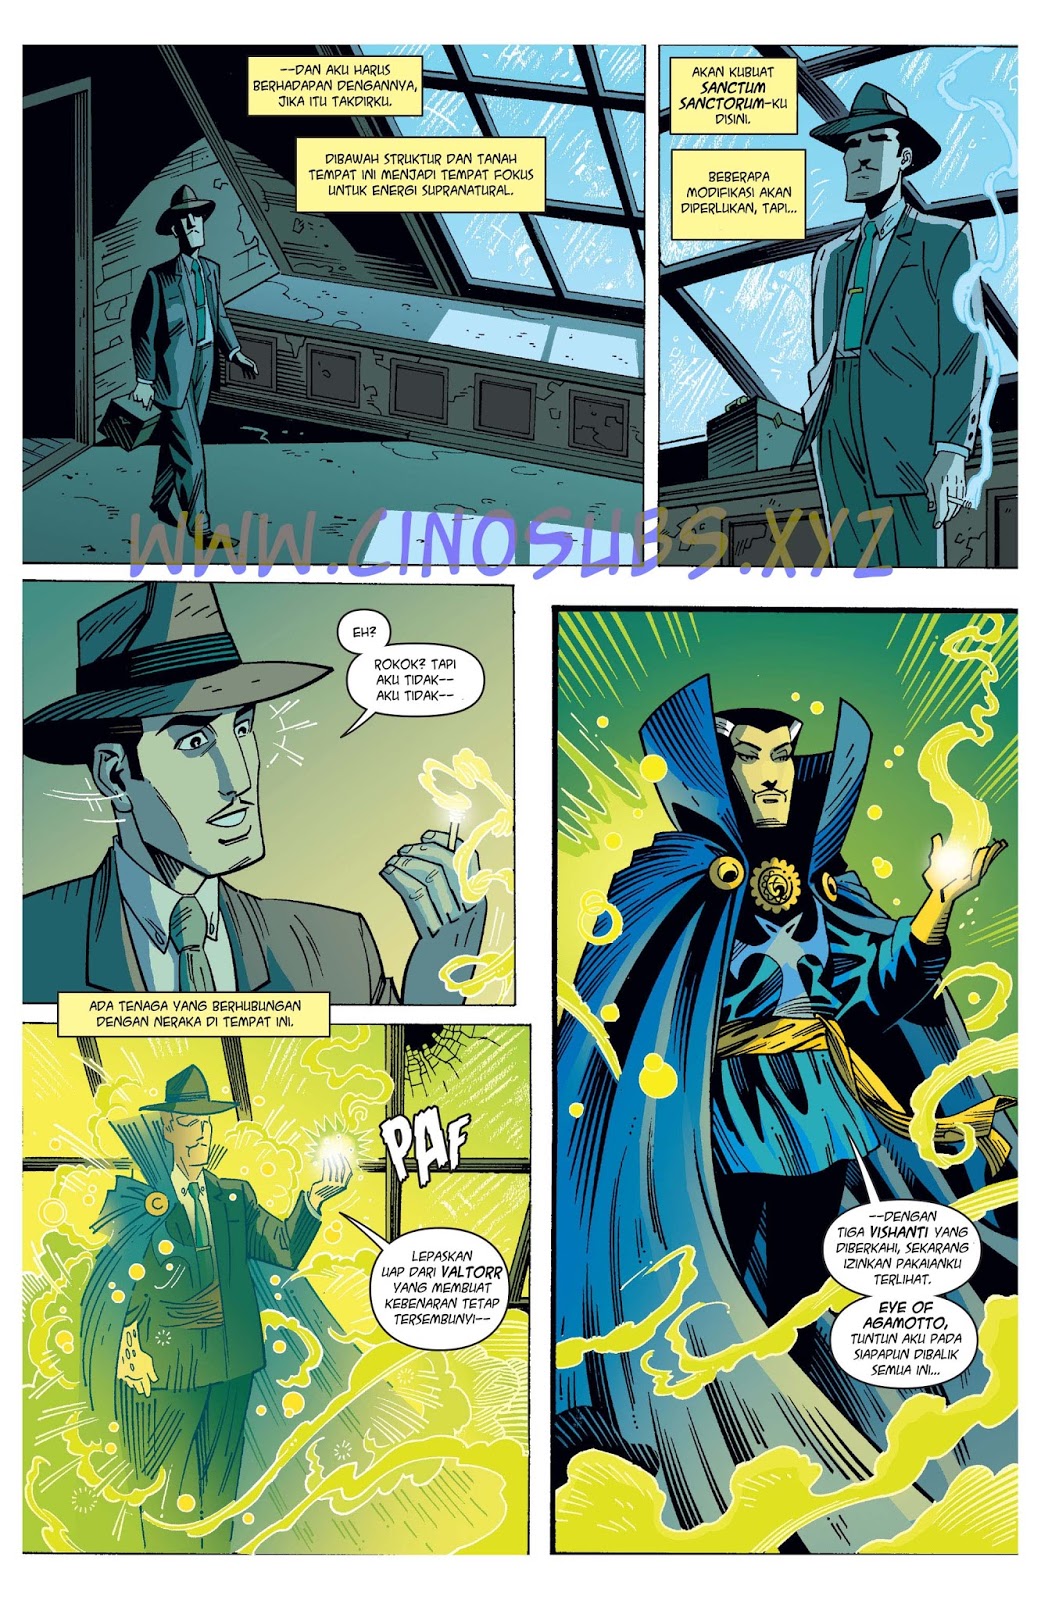 --DAN AKU HARUS
BERHADAPAN DENGANNYA,
JIKA ITU TAKDIRKU.
DIBAWAH STRUKTUR DAN TANAH
TEMPAT INI MENJADI TEMPAT FOKUS
UNTUK ENERGI SUPRANATURAL.
AKAN KUBUAT
SANCTUM
SANCTORUM-KU
DISINI.
BEBERAPA
MODIFIKASI AKAN
DIPERLUKAN, TAPI...
WWW.CINOSUBS.XYZ
EH?
ROKOK? TAPI
AKU TIDAK--
AKU TIDAK--
ADA TENAGA YANG BERHUBUNGAN
DENGAN NERAKA DI TEMPAT INI.
PAF
LEPASKAN
UAP DARI VALTORR
YANG MEMBUAT
KEBENARAN TETAP
TERSEMBUNYI--
--DENGAN
TIGA VISHANTI YANG
DIBERKAHI, SEKARANG
IZINKAN PAKAIANKU
TERLIHAT.
EYE OF
AGAMOTTO,
TUNTUN AKU PADA
SIAPAPUN DIBALIK
SEMUA INI...